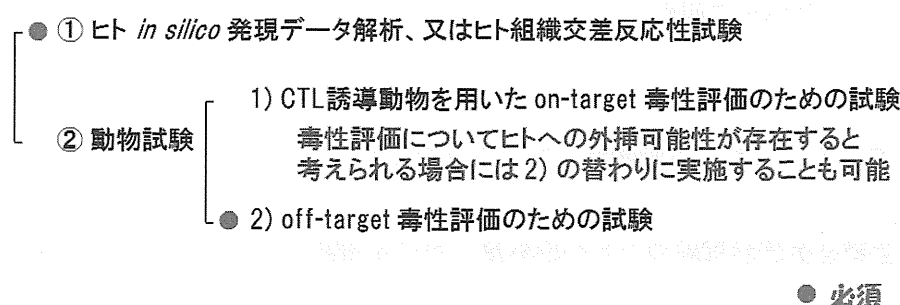 ● ① ヒト in silico 発現データ解析、又はヒト組織交差反応性試験
1) CTL誘導動物を用いた on-target 毒性評価のための試験
② 動物試験
毒性評価についてヒトへの外挿可能性が存在すると
考えられる場合には2) の替わりに実施することも可能
● 2) off-target 毒性評価のための試験
● 必須